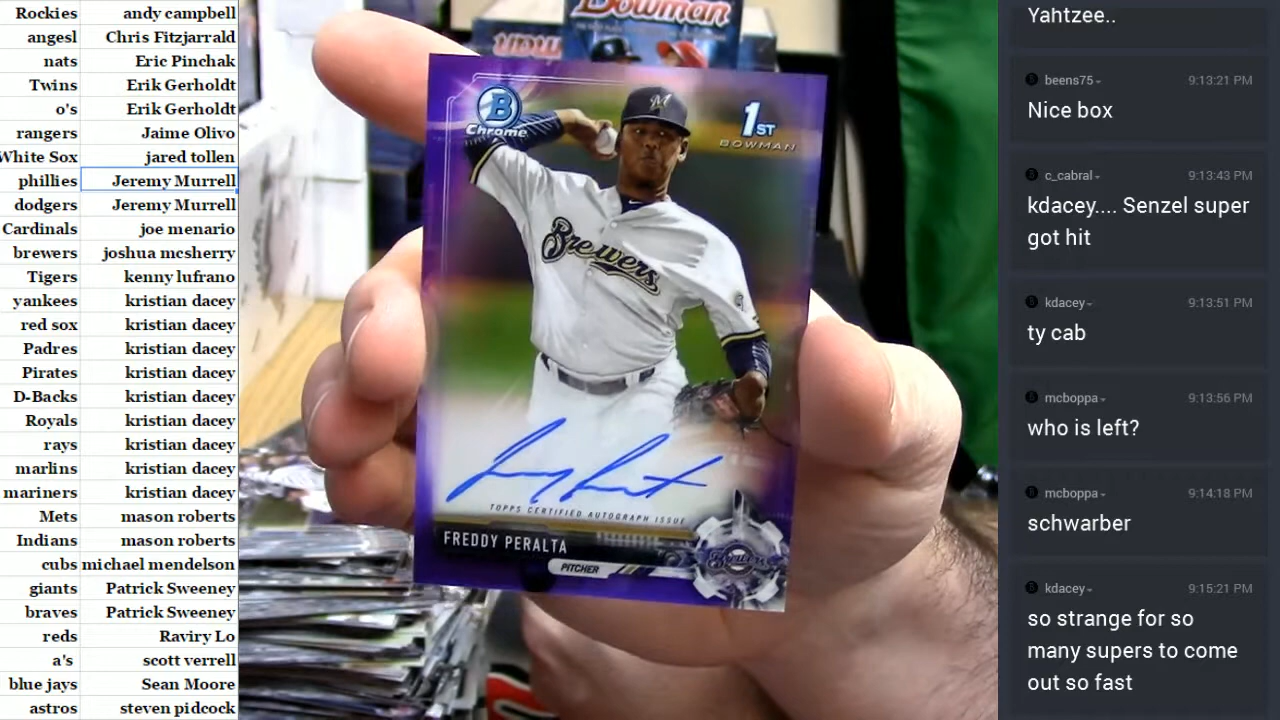 Rockies andy campbell
angesl Chris Fitzjarrald
nats Eric Pinchak
Twins Erik Gerholdt
o's Erik Gerholdt
rangers Jaime Olivo
White Sox jared tollen
phillies Jeremy Murrell
dodgers Jeremy Murrell
Cardinals joe menario
brewers joshua mcsherry
Tigers kenny lufrano
yankees kristian dacey
red sox kristian dacey
Padres kristian dacey
Pirates kristian dacey
D-Backs kristian dacey
Royals kristian dacey
rays kristian dacey
marlins kristian dacey
mariners kristian dacey
Mets mason roberts
Indians mason roberts
cubs michael mendelson
giants Patrick Sweeney
braves Patrick Sweeney
reds Raviry Lo
a's scott verrell
blue jays Sean Moore
astros steven pidcock
Bowman
B
Chrome
M
1ST
BOWMAN
Brewers
TOPPS CERTIFIED AUTOGRAPH ISSUE
FREDDY PERALTA
PITCHER
Brewers
Yahtzee..
beens75 9:13:21 PM
Nice box
c_cabral 9:13:43 PM
kdacey.... Senzel super
got hit
kdacey 9:13:51 PM
ty cab
mcboppa 9:13:56 PM
who is left?
mcboppa 9:14:18 PM
schwarber
kdacey 9:15:21 PM
so strange for so
many supers to come
out so fast